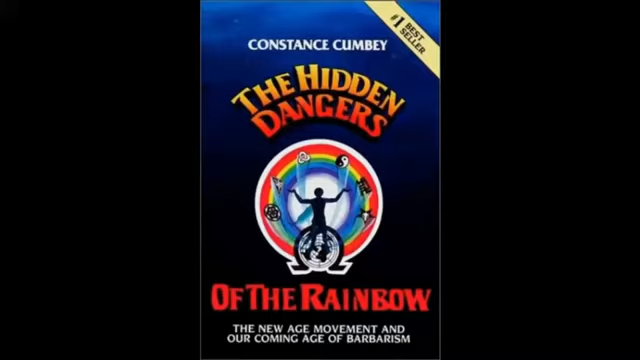 #1 BEST
SELLER
CONSTANCE CUMBEY
THE HIDDEN
DANGERS
OF THE RAINBOW
THE NEW AGE MOVEMENT AND
OUR COMING AGE OF BARBARISM